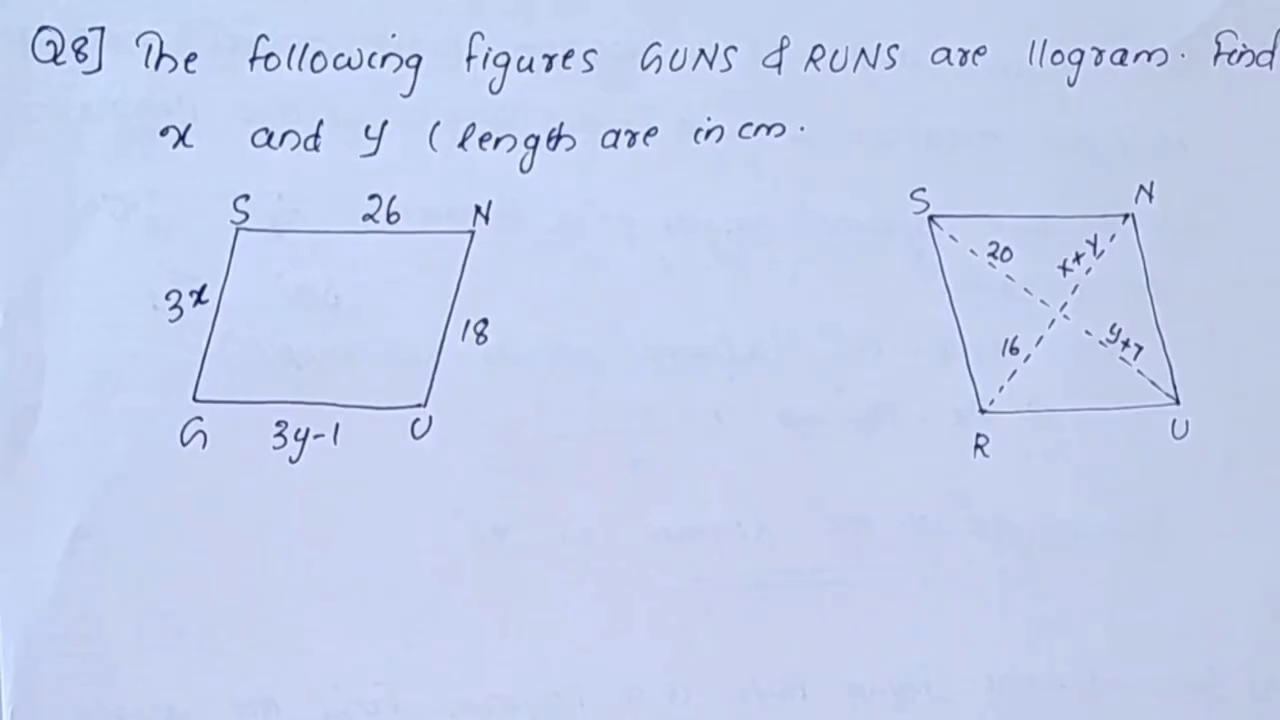 Q8] The following figures GUNS & RUNS are llogram. Find
x and y (length are in cm.
S 26 N
3x
18
G 3y-1 U
S N
20 x+y
16 y+7
R U